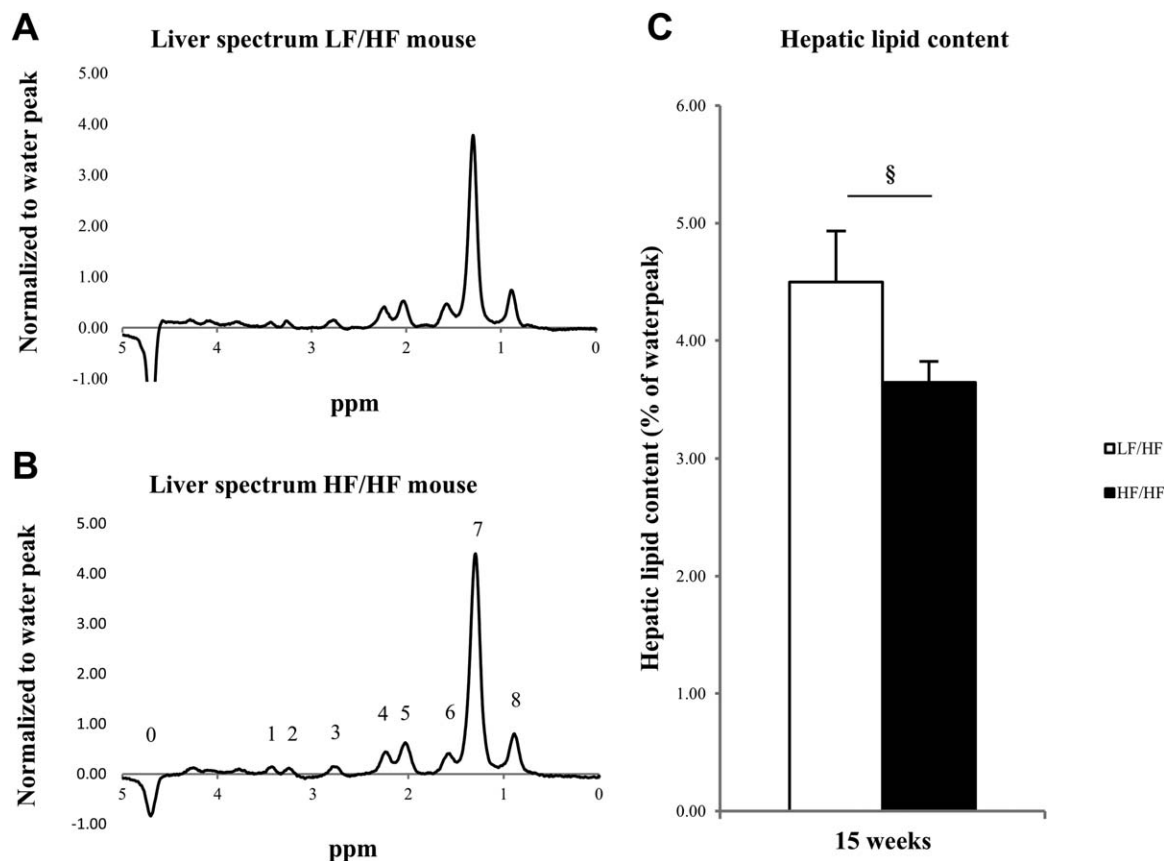 A
Liver spectrum LF/HF mouse
Normalized to water peak
5.00
4.00
3.00
2.00
1.00
0.00
-1.00
5 4 3 2 1 0
ppm
B
Liver spectrum HF/HF mouse
Normalized to water peak
5.00
4.00
3.00
2.00
1.00
0.00
-1.00
0 1 2 3 4 5 6 7 8
5 4 3 2 1 0
ppm
C
Hepatic lipid content
Hepatic lipid content (% of waterpeak)
6.00
5.00
4.00
3.00
2.00
1.00
0.00
§
15 weeks
LF/HF
HF/HF